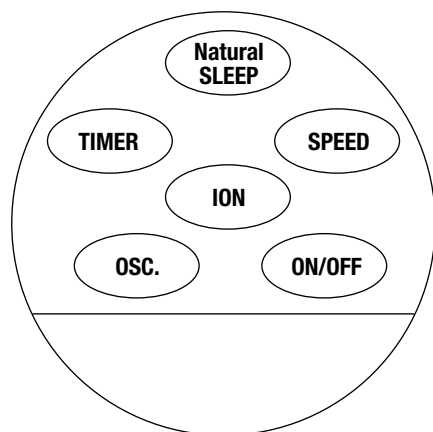 Natural
SLEEP
TIMER
SPEED
ION
OSC.
ON/OFF